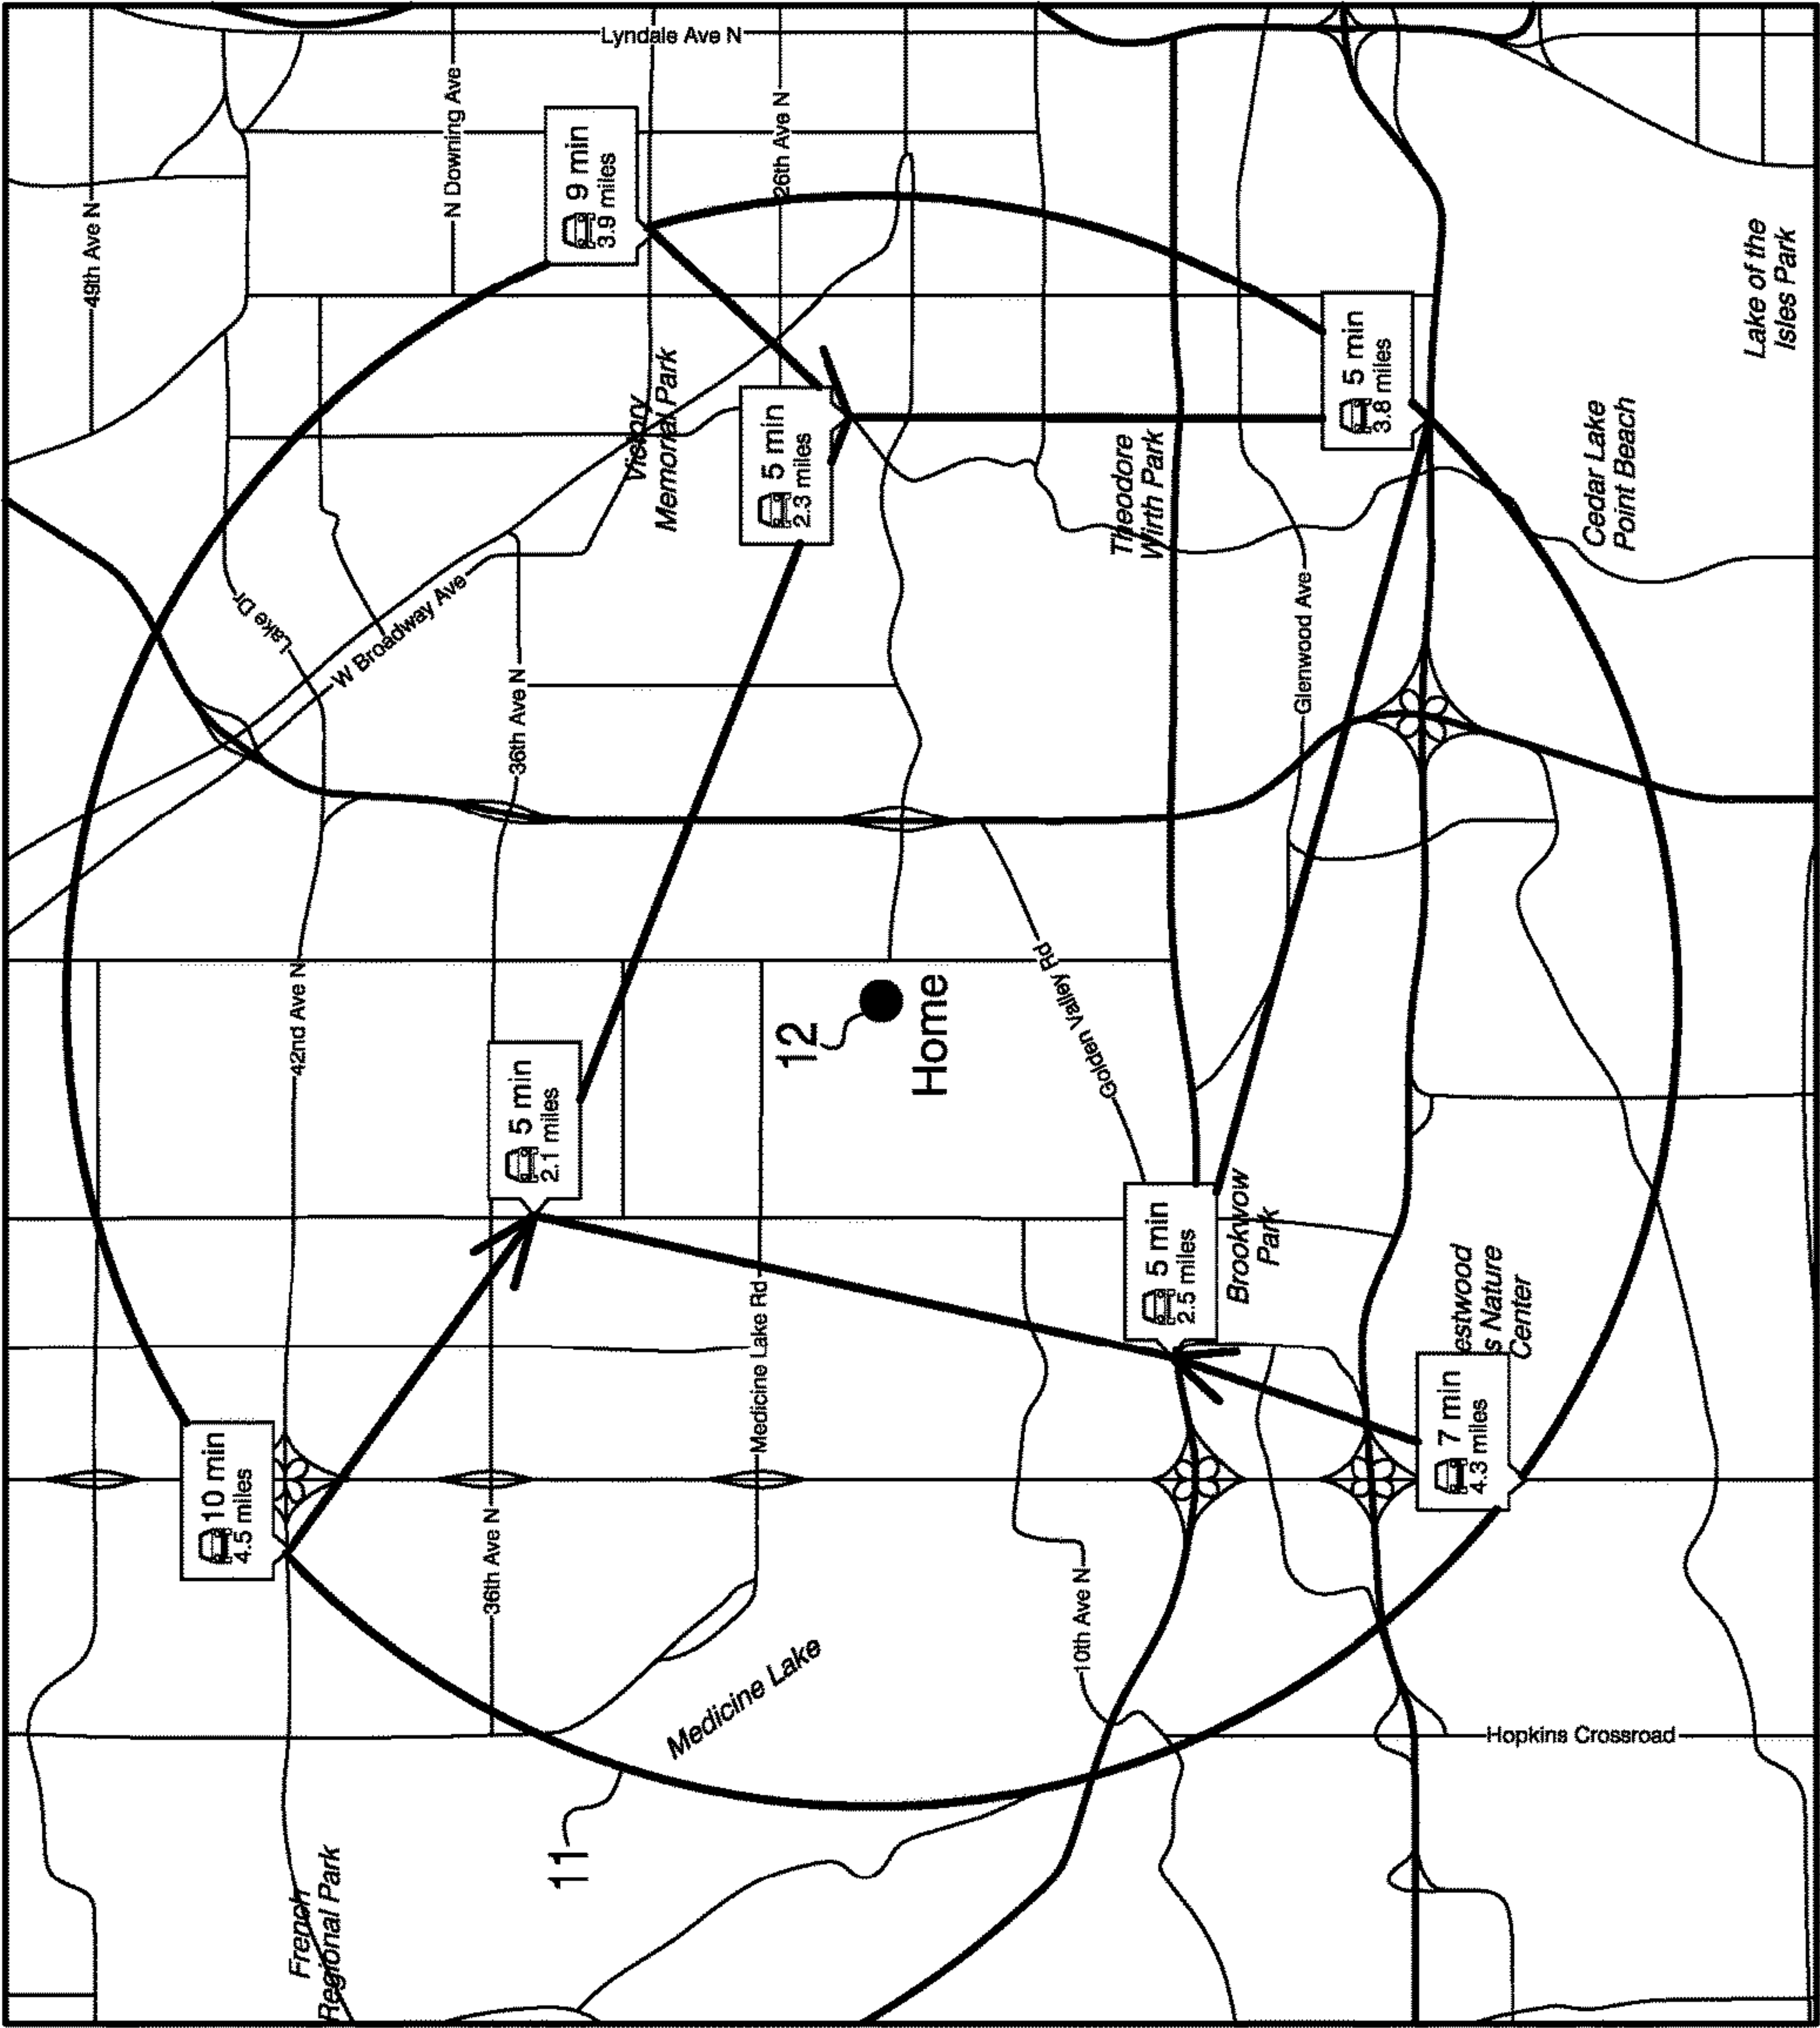 Lyndale Ave N
49th Ave N
N Downing Ave
26th Ave N
9 min
3.9 miles
Lake of the
Isles Park
5 min
3.8 miles
Victory
Memorial Park
5 min
2.3 miles
Theodore
Wirth Park
Cedar Lake
Point Beach
Lake Dr
W Broadway Ave
36th Ave N
Glenwood Ave
42nd Ave N
12
Home
Golden Valley Rd
5 min
2.1 miles
5 min
2.5 miles
Park
estwood
s Nature
Center
10 min
4.5 miles
Medicine Lake Rd
7 min
4.3 miles
36th Ave N
10th Ave N
Medicine Lake
Hopkins Crossroad
11
French
Regional Park